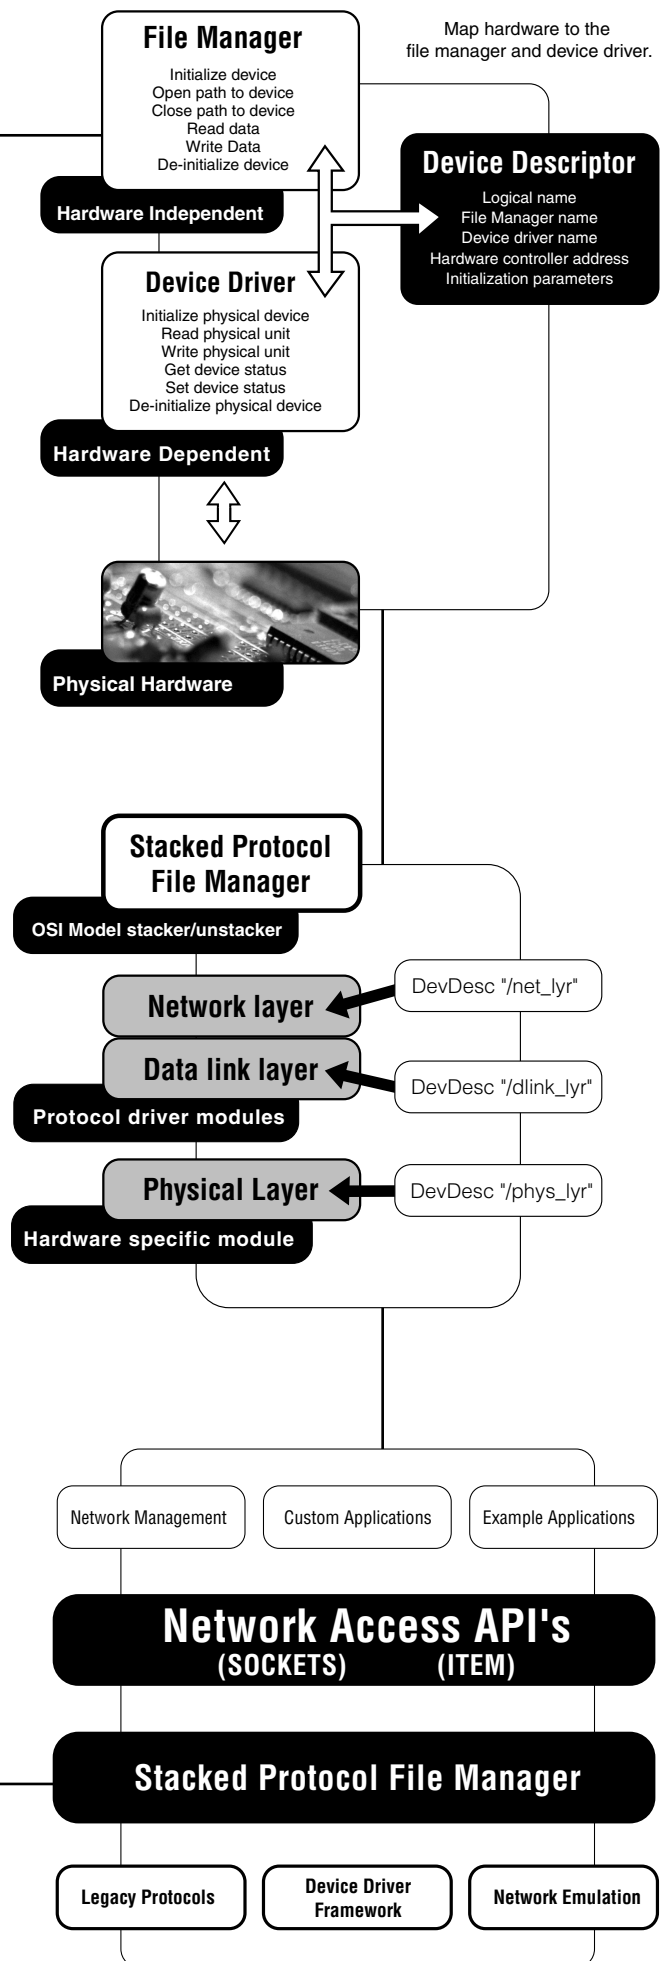 File Manager
Initialize device
Open path to device
Close path to device
Read data
Write Data
De-initialize device
Hardware Independent
Map hardware to the
file manager and device driver.
Device Descriptor
Logical name
File Manager name
Device driver name
Hardware controller address
Initialization parameters
Device Driver
Initialize physical device
Read physical unit
Write physical unit
Get device status
Set device status
De-initialize physical device
Hardware Dependent
Physical Hardware
Stacked Protocol
File Manager
OSI Model stacker/unstacker
Network layer
DevDesc "/net_lyr"
Data link layer
DevDesc "/dlink_lyr"
Protocol driver modules
Physical Layer
DevDesc "/phys_lyr"
Hardware specific module
Network Management
Custom Applications
Example Applications
Network Access API's
(SOCKETS) (ITEM)
Stacked Protocol File Manager
Legacy Protocols
Device Driver
Framework
Network Emulation